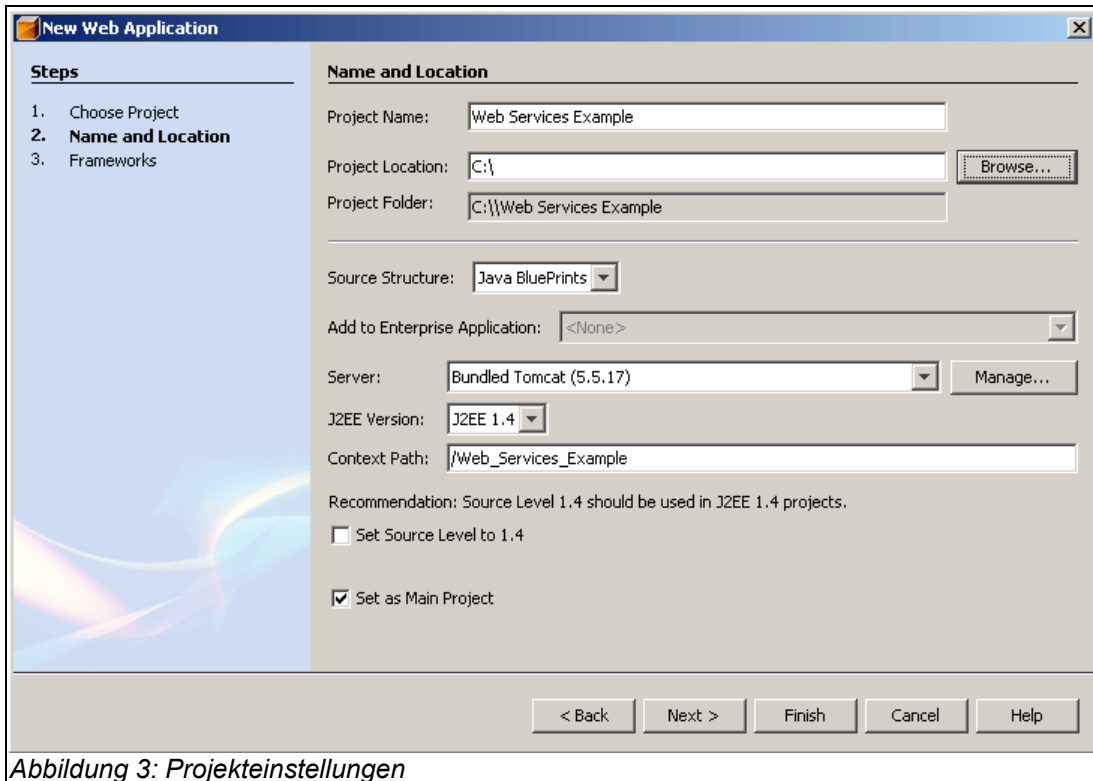 New Web Application
Steps
1. Choose Project
2. Name and Location
3. Frameworks
Name and Location
Project Name: Web Services Example
Project Location: C:\ Browse...
Project Folder: C:\\Web Services Example
Source Structure: Java BluePrints
Add to Enterprise Application: <None>
Server: Bundled Tomcat (5.5.17) Manage...
J2EE Version: J2EE 1.4
Context Path: /Web_Services_Example
Recommendation: Source Level 1.4 should be used in J2EE 1.4 projects.
Set Source Level to 1.4
Set as Main Project
< Back Next > Finish Cancel Help
Abbildung 3: Projekteinstellungen